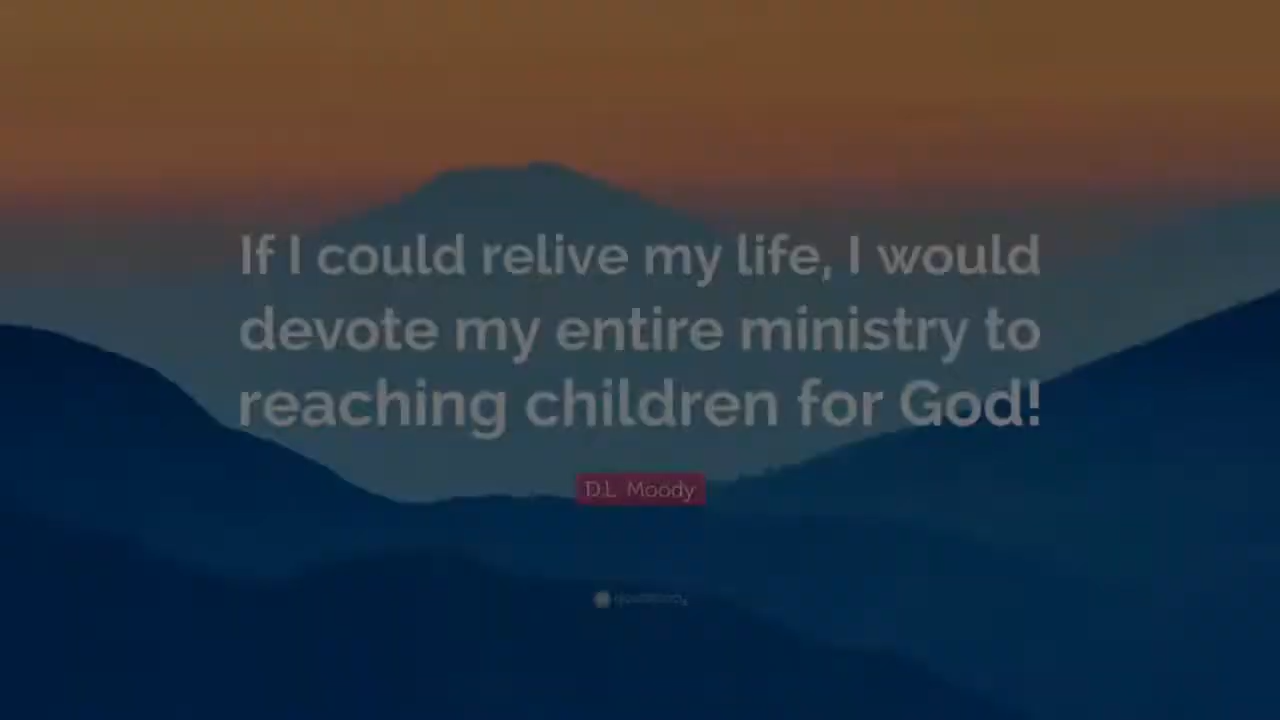 If I could relive my life, I would
devote my entire ministry to
reaching children for God!
D.L. Moody